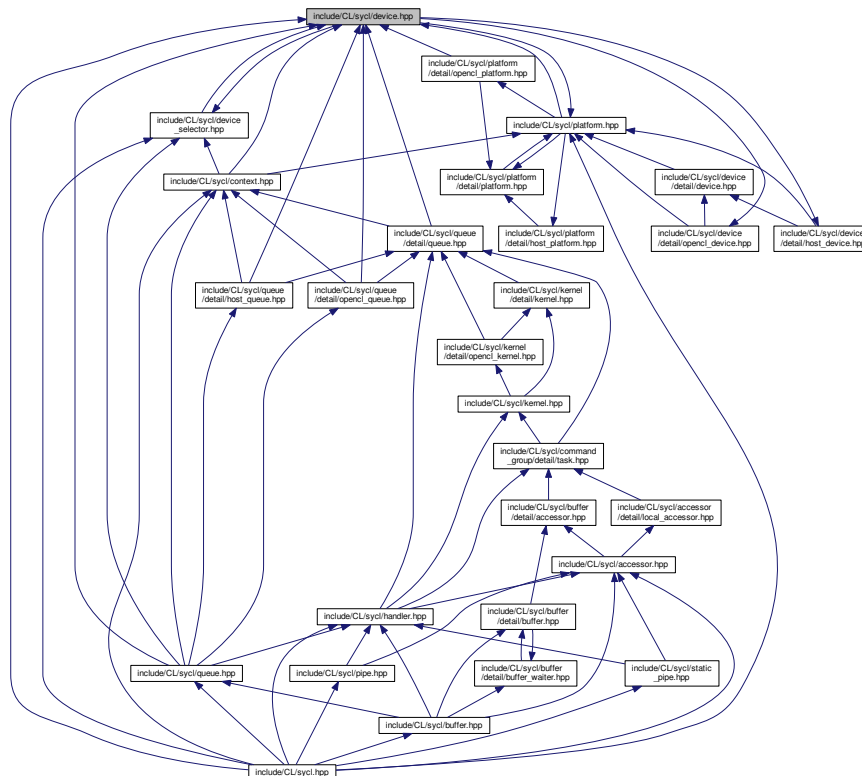 include/CL/sycl/device.hpp
include/CL/sycl/platform
/detail/opencl_platform.hpp
include/CL/sycl/device
_selector.hpp
include/CL/sycl/platform.hpp
include/CL/sycl/context.hpp
include/CL/sycl/platform
/detail/platform.hpp
include/CL/sycl/device
/detail/device.hpp
include/CL/sycl/queue
/detail/queue.hpp
include/CL/sycl/platform
/detail/host_platform.hpp
include/CL/sycl/device
/detail/opencl_device.hpp
include/CL/sycl/device
/detail/host_device.hpp
include/CL/sycl/queue
/detail/host_queue.hpp
include/CL/sycl/queue
/detail/opencl_queue.hpp
include/CL/sycl/kernel
/detail/kernel.hpp
include/CL/sycl/kernel
/detail/opencl_kernel.hpp
include/CL/sycl/kernel.hpp
include/CL/sycl/command
_group/detail/task.hpp
include/CL/sycl/buffer
/detail/accessor.hpp
include/CL/sycl/accessor
/detail/local_accessor.hpp
include/CL/sycl/accessor.hpp
include/CL/sycl/handler.hpp
include/CL/sycl/buffer
/detail/buffer.hpp
include/CL/sycl/queue.hpp
include/CL/sycl/pipe.hpp
include/CL/sycl/buffer
/detail/buffer_waiter.hpp
include/CL/sycl/static
_pipe.hpp
include/CL/sycl/buffer.hpp
include/CL/sycl.hpp